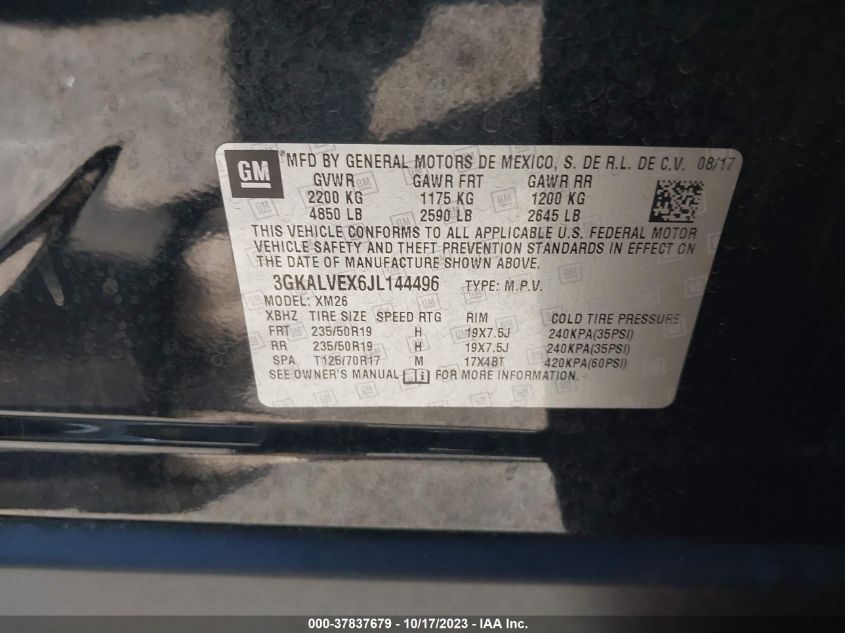 GM MFD BY GENERAL MOTORS DE MEXICO, S. DE R.L. DE C.V. 08/17
GVWR GAWR FRT GAWR RR
2200 KG 1175 KG 1200 KG
4850 LB 2590 LB 2645 LB
THIS VEHICLE CONFORMS TO ALL APPLICABLE U.S. FEDERAL MOTOR
VEHICLE SAFETY AND THEFT PREVENTION STANDARDS IN EFFECT ON
THE DATE OF MANUFACTURE SHOWN ABOVE.
3GKALVEX6JL144496 TYPE: M.P.V.
MODEL: XM26
XBHZ TIRE SIZE SPEED RTG RIM COLD TIRE PRESSURE
FRT 235/50R19 H 19X7.5J 240KPA(35PSI)
RR 235/50R19 H 19X7.5J 240KPA(35PSI)
SPA T125/70R17 M 17X4BT 420KPA(60PSI)
SEE OWNER'S MANUAL FOR MORE INFORMATION.
000-37837679 - 10/17/2023 - IAA Inc.